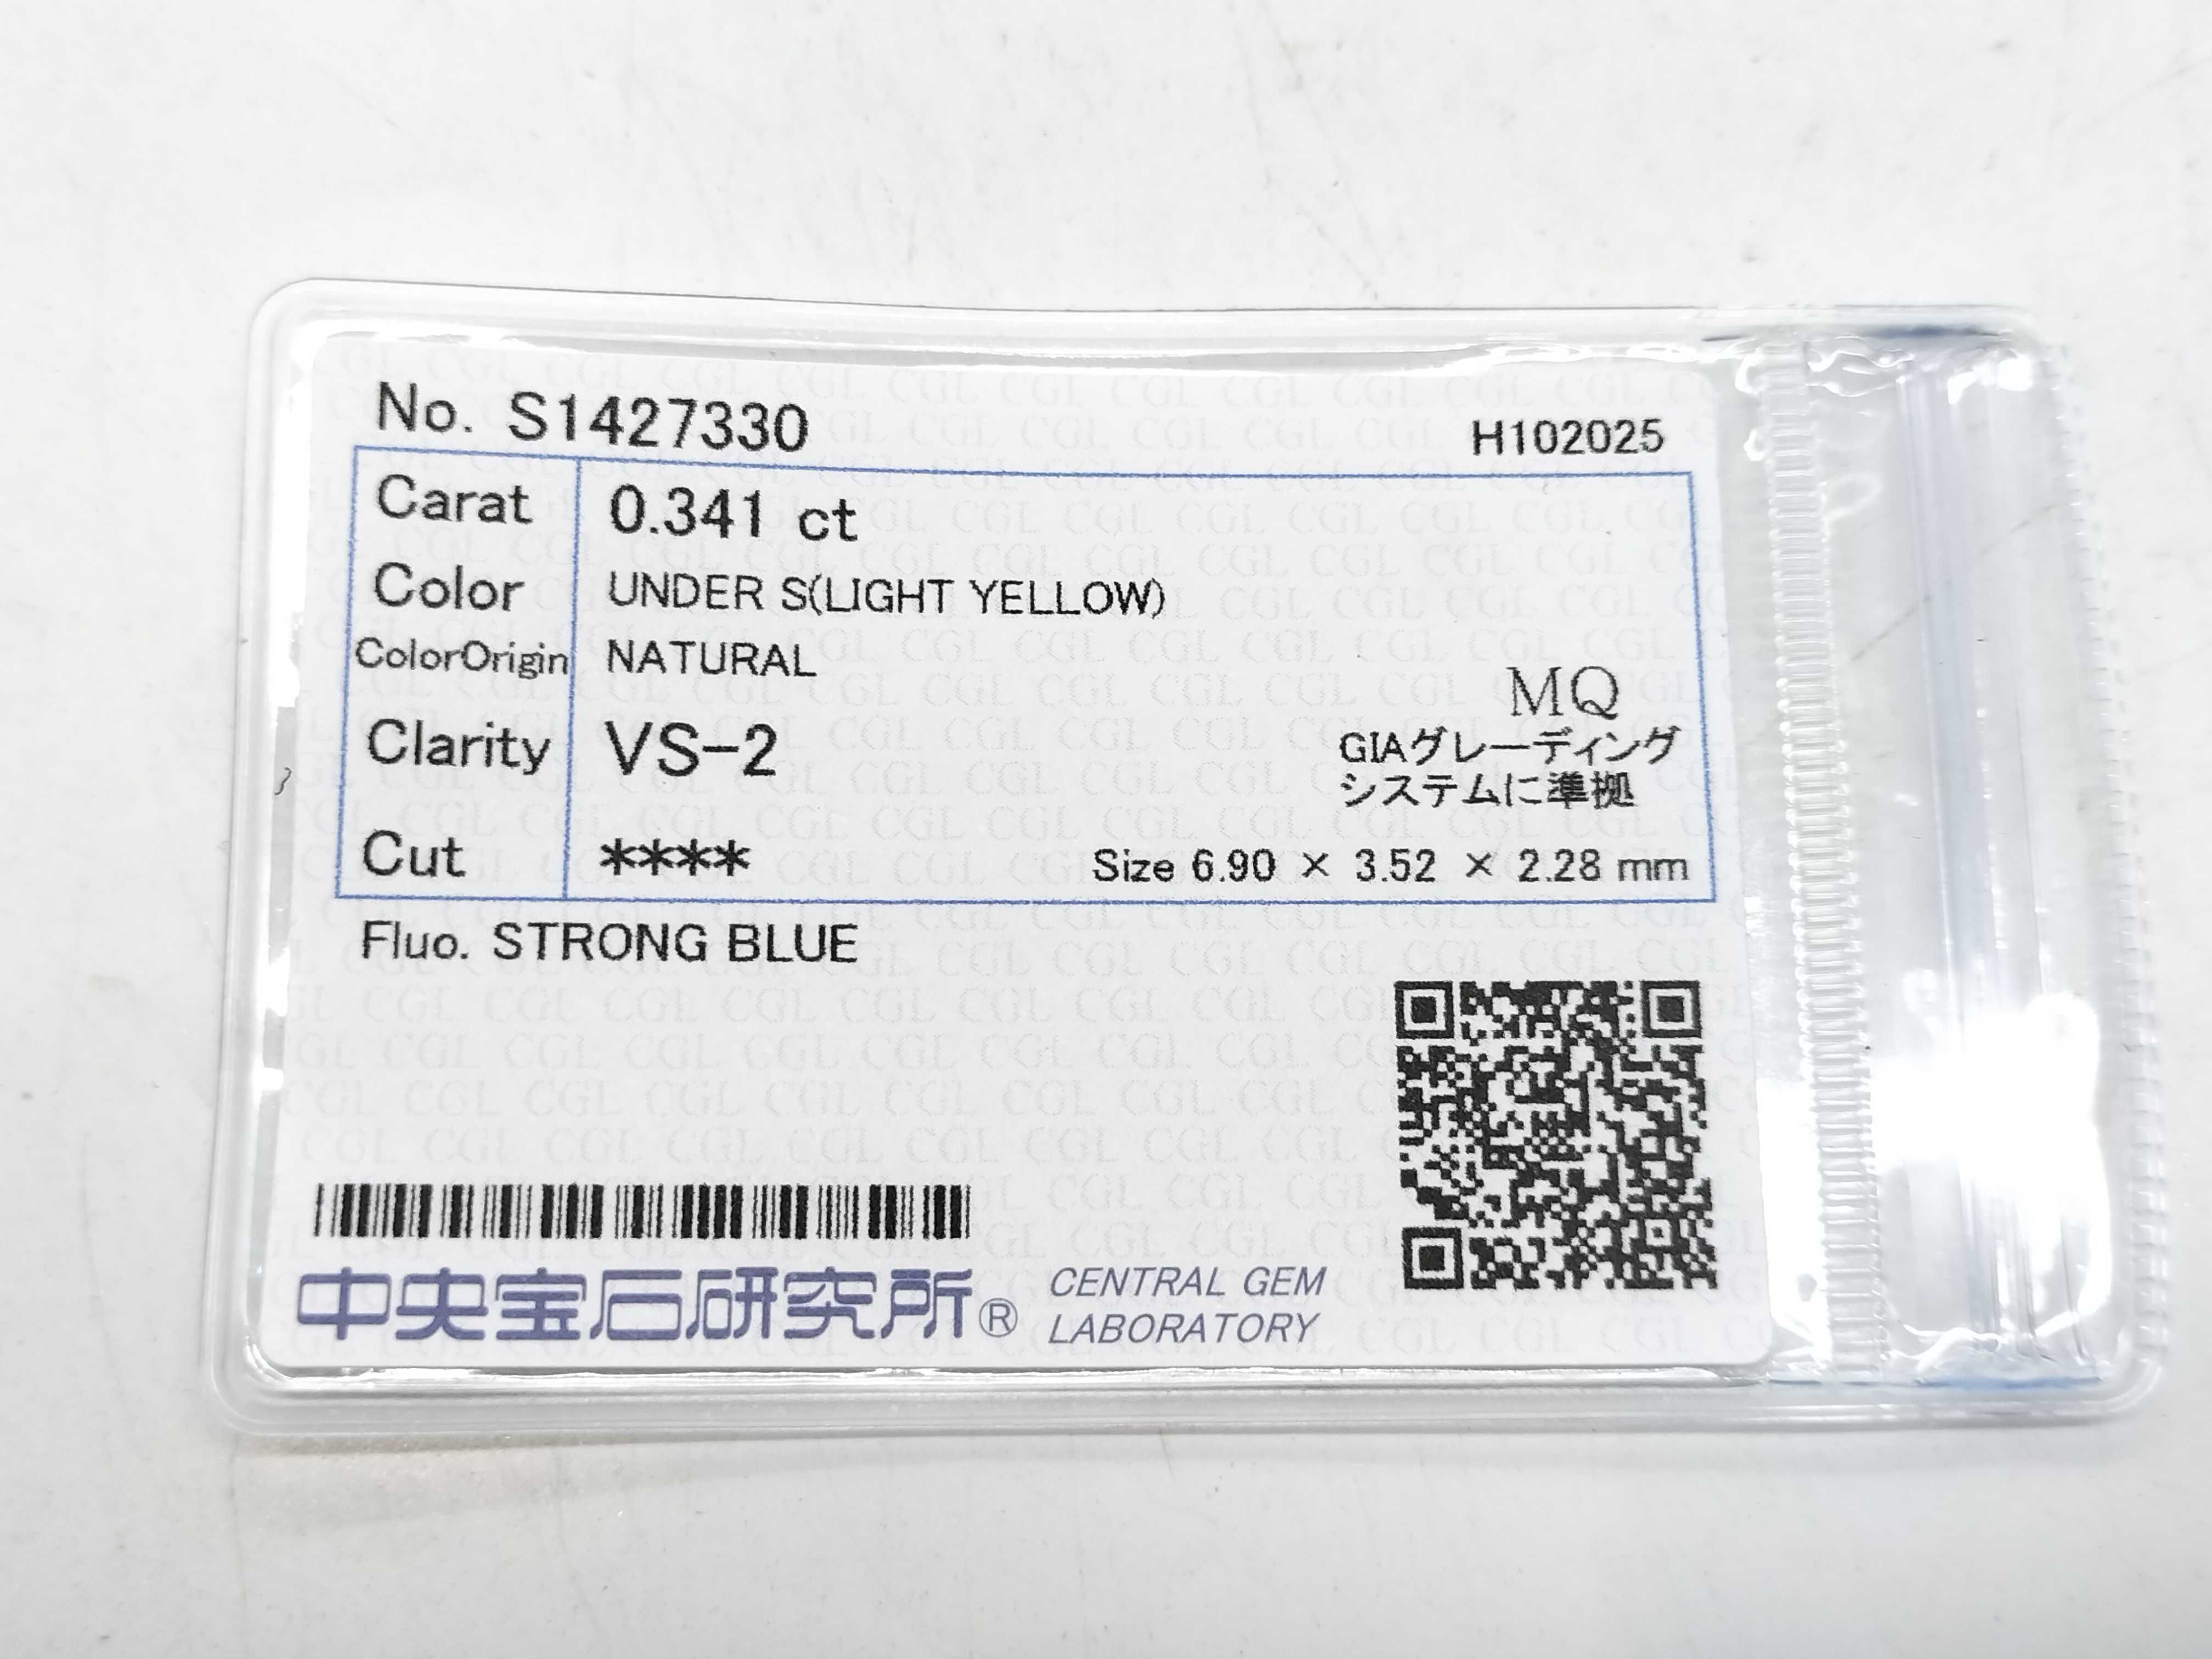 No. S1427330
H102025
Carat 0.341 ct
Color UNDER S(LIGHT YELLOW)
ColorOrigin NATURAL
MQ
Clarity VS-2
GIAグレーディング
システムに準拠
Cut ****
Size 6.90 × 3.52 × 2.28 mm
Fluo. STRONG BLUE
中央宝石研究所®
CENTRAL GEM
LABORATORY